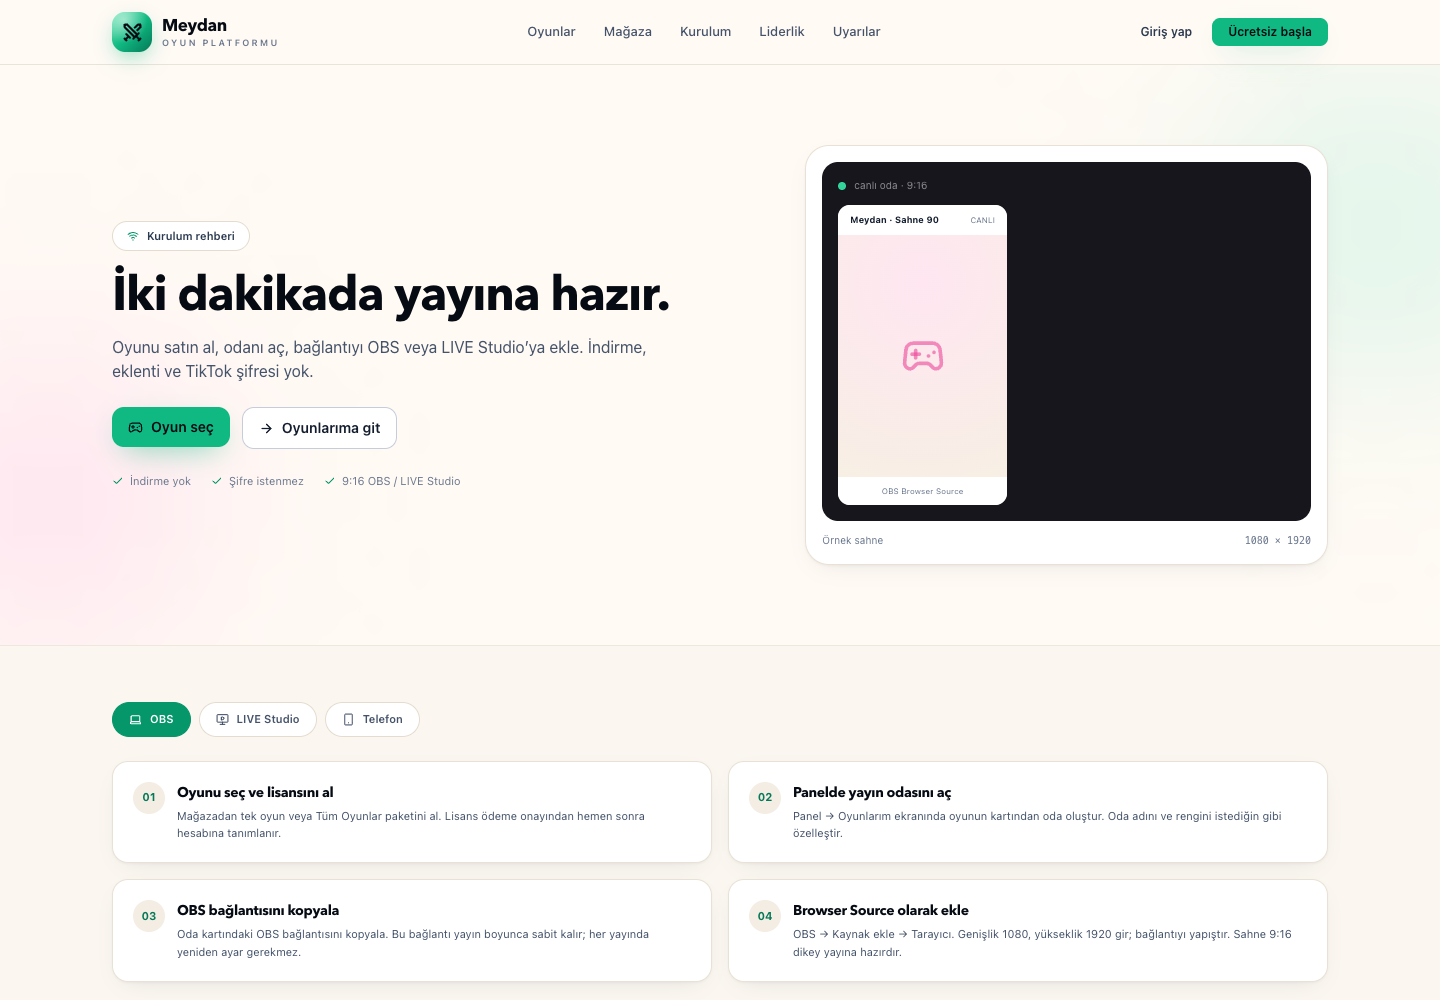 Meydan
OYUN PLATFORMU
Oyunlar
Mağaza
Kurulum
Liderlik
Uyarılar
Giriş yap
Ücretsiz başla
Kurulum rehberi
İki dakikada yayına hazır.
Oyunu satın al, odanı aç, bağlantıyı OBS veya LIVE Studio’ya ekle. İndirme,
eklenti ve TikTok şifresi yok.
Oyun seç
Oyunlarıma git
İndirme yok
Şifre istenmez
9:16 OBS / LIVE Studio
canlı oda · 9:16
Meydan · Sahne 90
CANLI
OBS Browser Source
Örnek sahne
1080 × 1920
OBS
LIVE Studio
Telefon
01
Oyunu seç ve lisansını al
Mağazadan tek oyun veya Tüm Oyunlar paketini al. Lisans ödeme onayından hemen sonra
hesabına tanımlanır.
02
Panelde yayın odasını aç
Panel → Oyunlarım ekranında oyunun kartından oda oluştur. Oda adını ve rengini istediğin gibi
özelleştir.
03
OBS bağlantısını kopyala
Oda kartındaki OBS bağlantısını kopyala. Bu bağlantı yayın boyunca sabit kalır; her yayında
yeniden ayar gerekmez.
04
Browser Source olarak ekle
OBS → Kaynak ekle → Tarayıcı. Genişlik 1080, yükseklik 1920 gir; bağlantıyı yapıştır. Sahne 9:16
dikey yayına hazırdır.